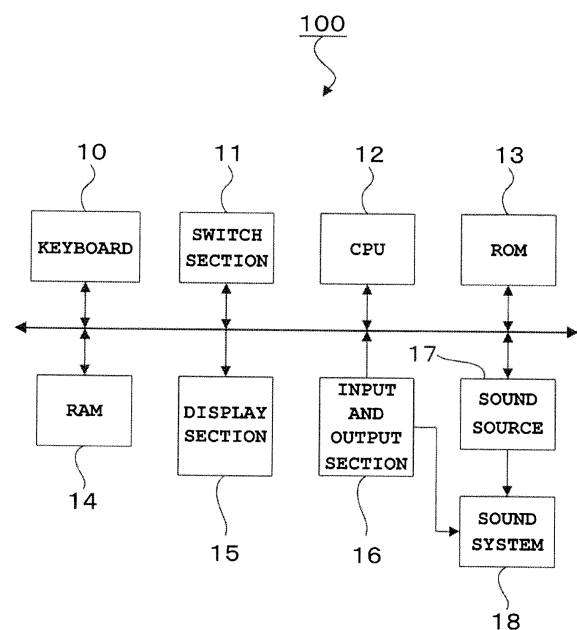 100
10
11
12
13
KEYBOARD
SWITCH
SECTION
CPU
ROM
17
RAM
DISPLAY
SECTION
INPUT
AND
OUTPUT
SECTION
SOUND
SOURCE
14
15
16
SOUND
SYSTEM
18